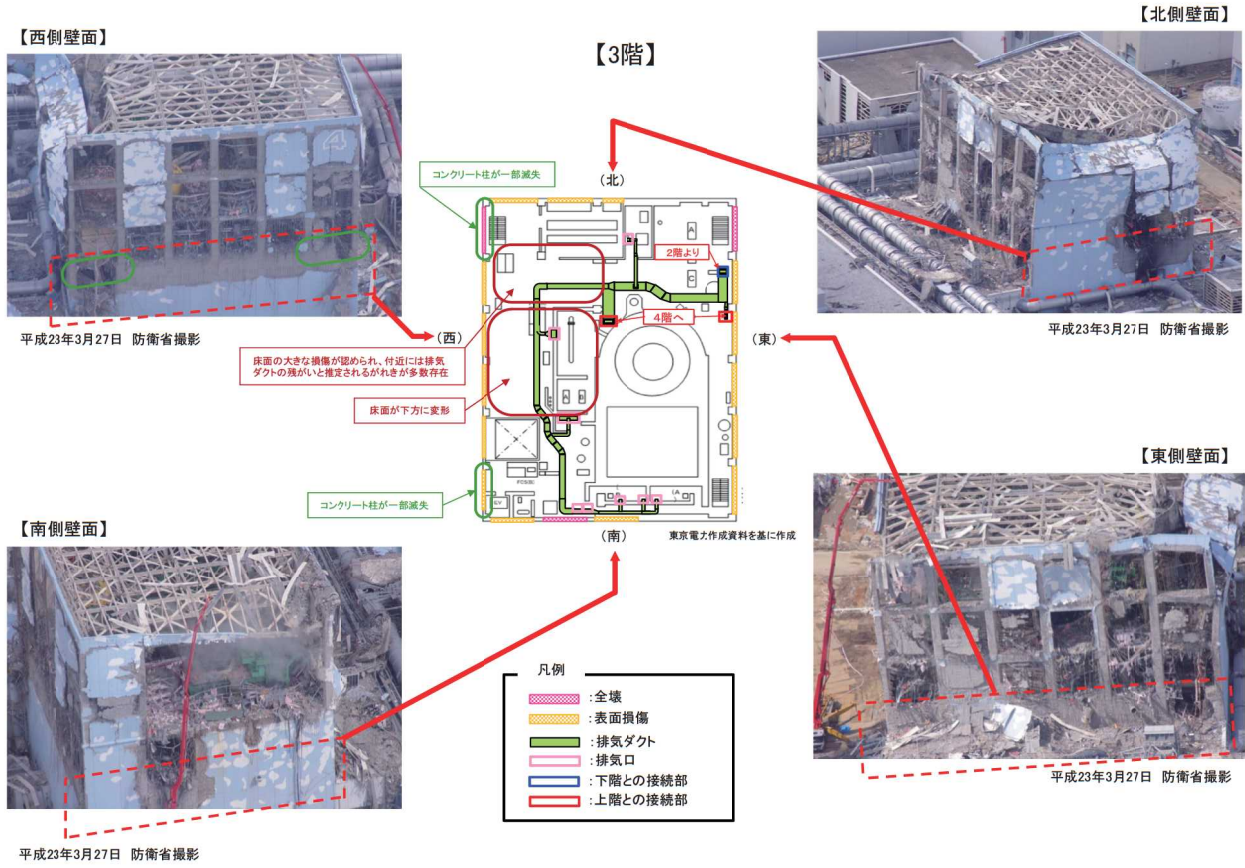 【西側壁面】
【3階】
【北側壁面】
4
コンクリート柱が一部滅失
(北)
2階より
A
C
4階へ
平成23年3月27日 防衛省撮影
(西)
(東)
平成23年3月27日 防衛省撮影
床面の大きな損傷が認められ、付近には排気
ダクトの残がいと推定されるがれきが多数存在
床面が下方に変形
A
B
コンクリート柱が一部滅失
EV
(A
(南)
東京電力作成資料を基に作成
【南側壁面】
【東側壁面】
凡例
:全壊
:表面損傷
:排気ダクト
:排気口
:下階との接続部
:上階との接続部
平成23年3月27日 防衛省撮影
平成23年3月27日 防衛省撮影